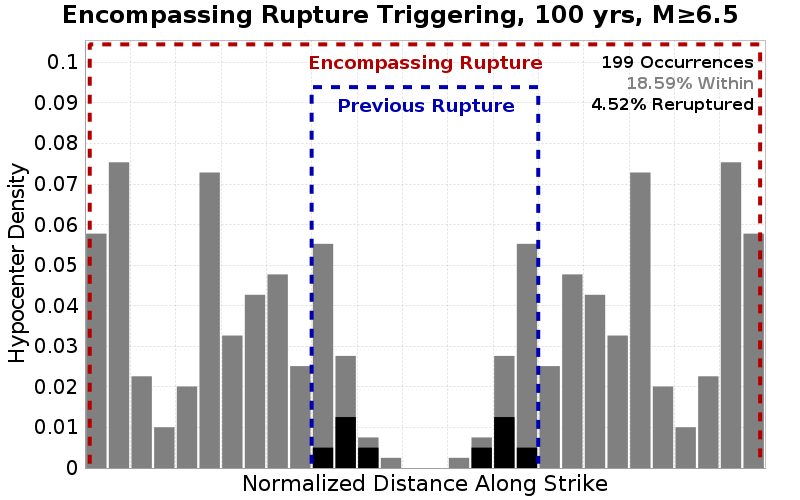 Encompassing Rupture Triggering, 100 yrs, M≥6.5
Encompassing Rupture
199 Occurrences
18.59% Within
4.52% Reruptured
Previous Rupture
Hypocenter Density
0.1
0.09
0.08
0.07
0.06
0.05
0.04
0.03
0.02
0.01
0
Normalized Distance Along Strike